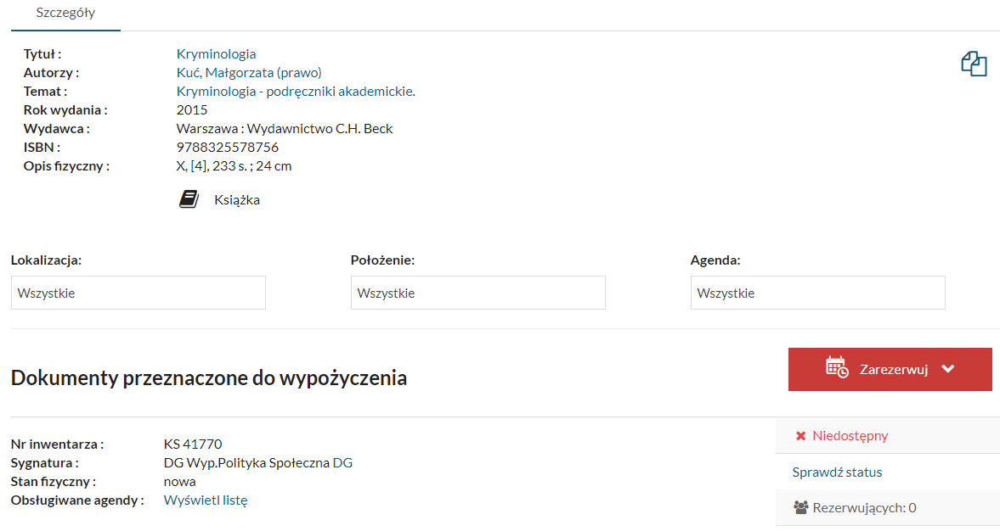 Szczegóły
Tytuł : Kryminologia
Autorzy : Kuć, Małgorzata (prawo)
Temat : Kryminologia - podręczniki akademickie.
Rok wydania : 2015
Wydawca : Warszawa : Wydawnictwo C.H. Beck
ISBN : 9788325578756
Opis fizyczny : X, [4], 233 s. ; 24 cm
Książka
Lokalizacja: Położenie: Agenda:
Wszystkie Wszystkie Wszystkie
Dokumenty przeznaczone do wypożyczenia Zarezerwuj
Nr inwentarza : KS 41770
Sygnatura : DG Wyp.Polityka Społeczna DG
Stan fizyczny : nowa
Obsługiwane agendy : Wyświetl listę
Niedostępny
Sprawdź status
Rezerwujących: 0